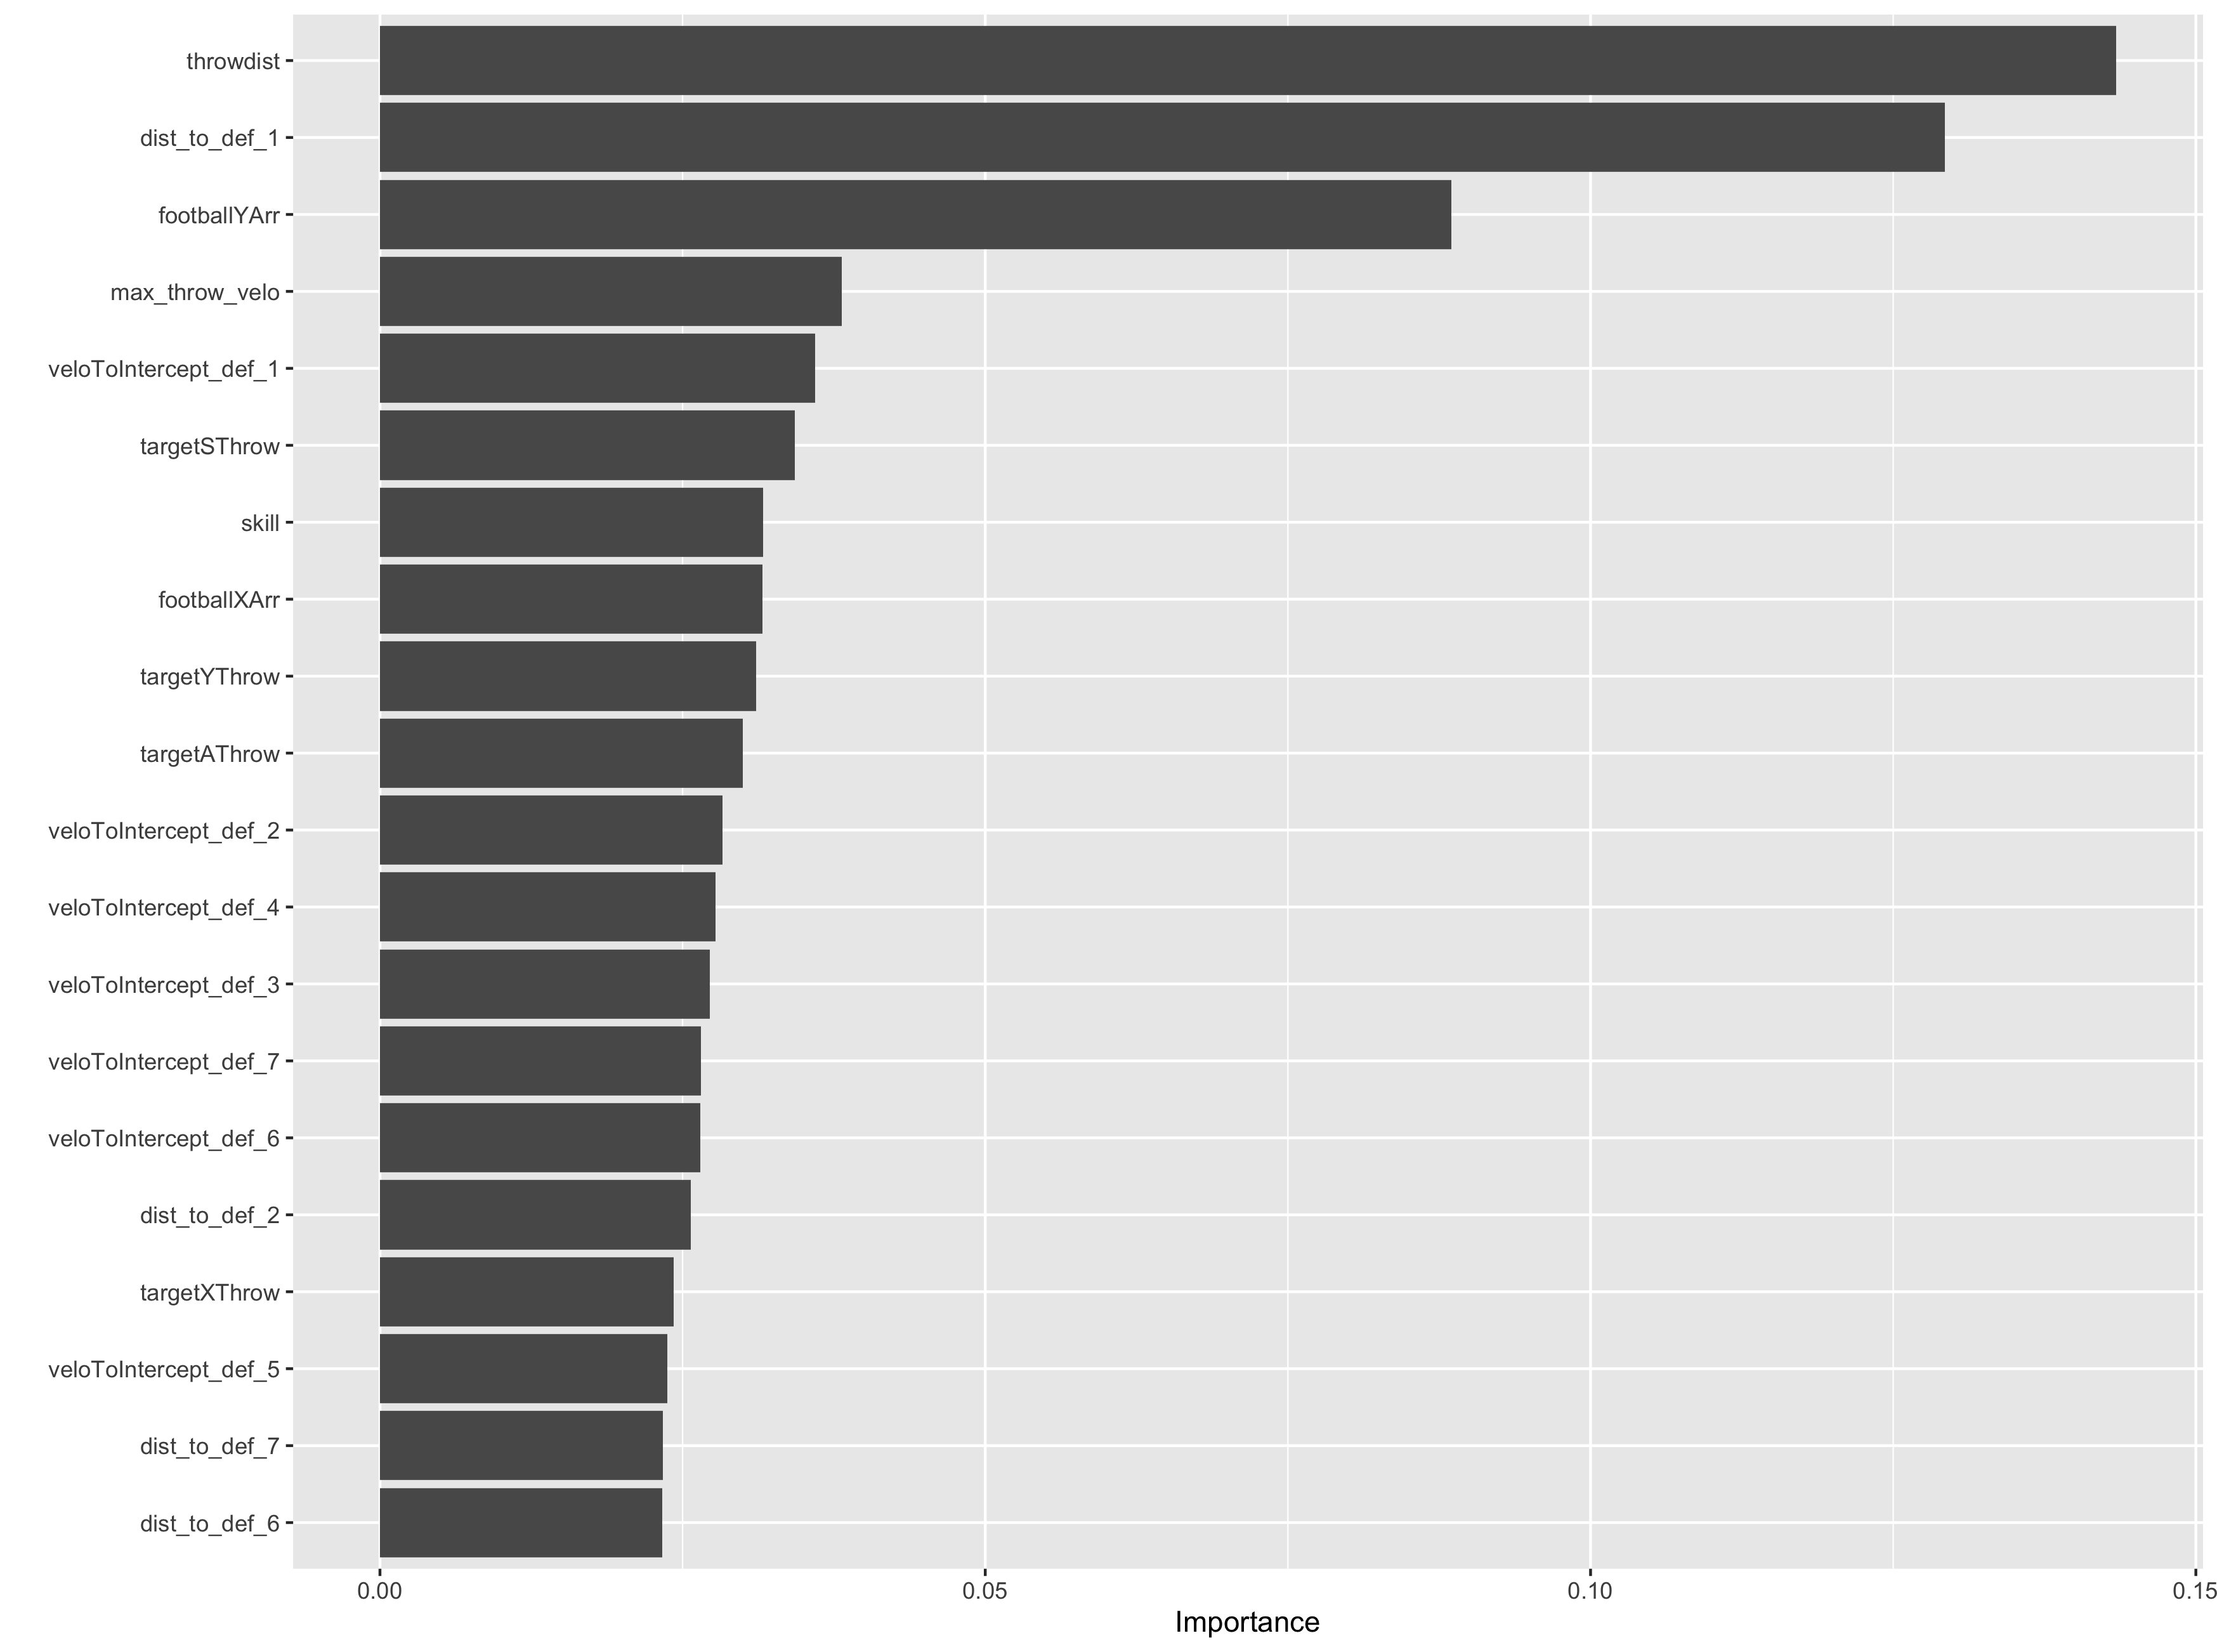 throwdist
dist_to_def_1
footballYArr
max_throw_velo
veloToIntercept_def_1
targetSThrow
skill
footballXArr
targetYThrow
targetAThrow
veloToIntercept_def_2
veloToIntercept_def_4
veloToIntercept_def_3
veloToIntercept_def_7
veloToIntercept_def_6
dist_to_def_2
targetXThrow
veloToIntercept_def_5
dist_to_def_7
dist_to_def_6
0.00 0.05 0.10 0.15
Importance